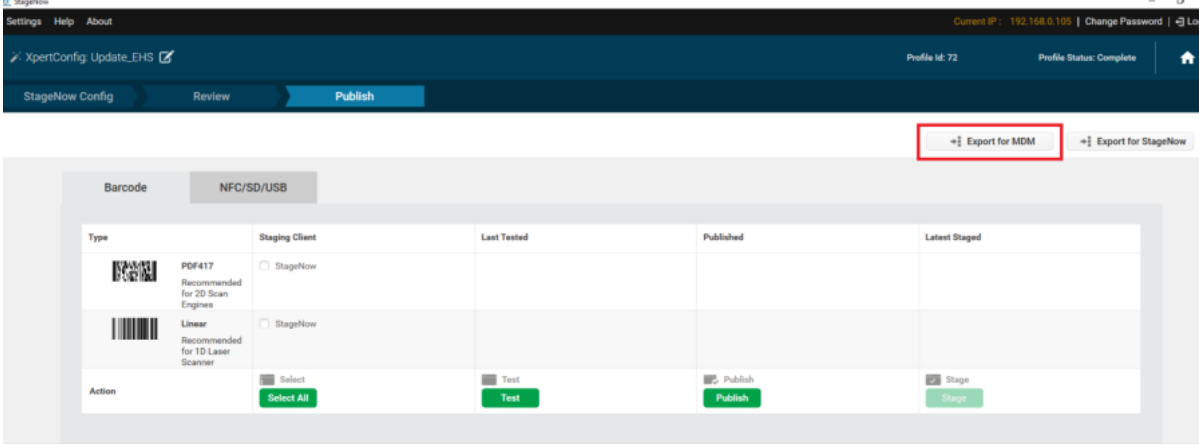 StageNow
Settings Help About
Current IP : 192.168.0.105 | Change Password |
XpertConfig: Update_EHS
Profile Id: 72
Profile Status: Complete
StageNow Config
Review
Publish
Export for MDM
Export for StageNow
Barcode
NFC/SD/USB
Type
Staging Client
Last Tested
Published
Latest Staged
PDF417
Recommended
for 2D Scan
Engines
StageNow
Linear
Recommended
for 1D Laser
Scanner
StageNow
Action
Select
Select All
Test
Test
Publish
Publish
Stage
Stage